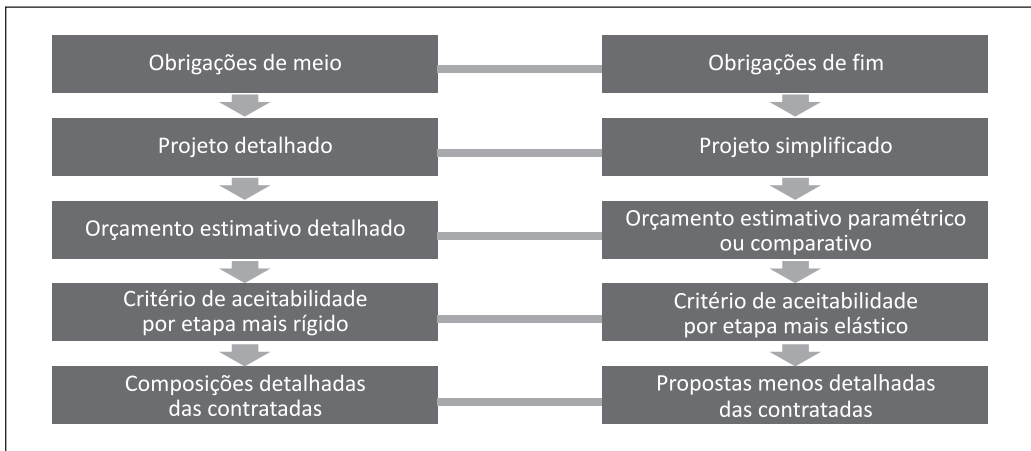 Obrigações de meio
Obrigações de fim
Projeto detalhado
Projeto simplificado
Orçamento estimativo detalhado
Orçamento estimativo paramétrico
ou comparativo
Critério de aceitabilidade
por etapa mais rígido
Critério de aceitabilidade
por etapa mais elástico
Composições detalhadas
das contratadas
Propostas menos detalhadas
das contratadas